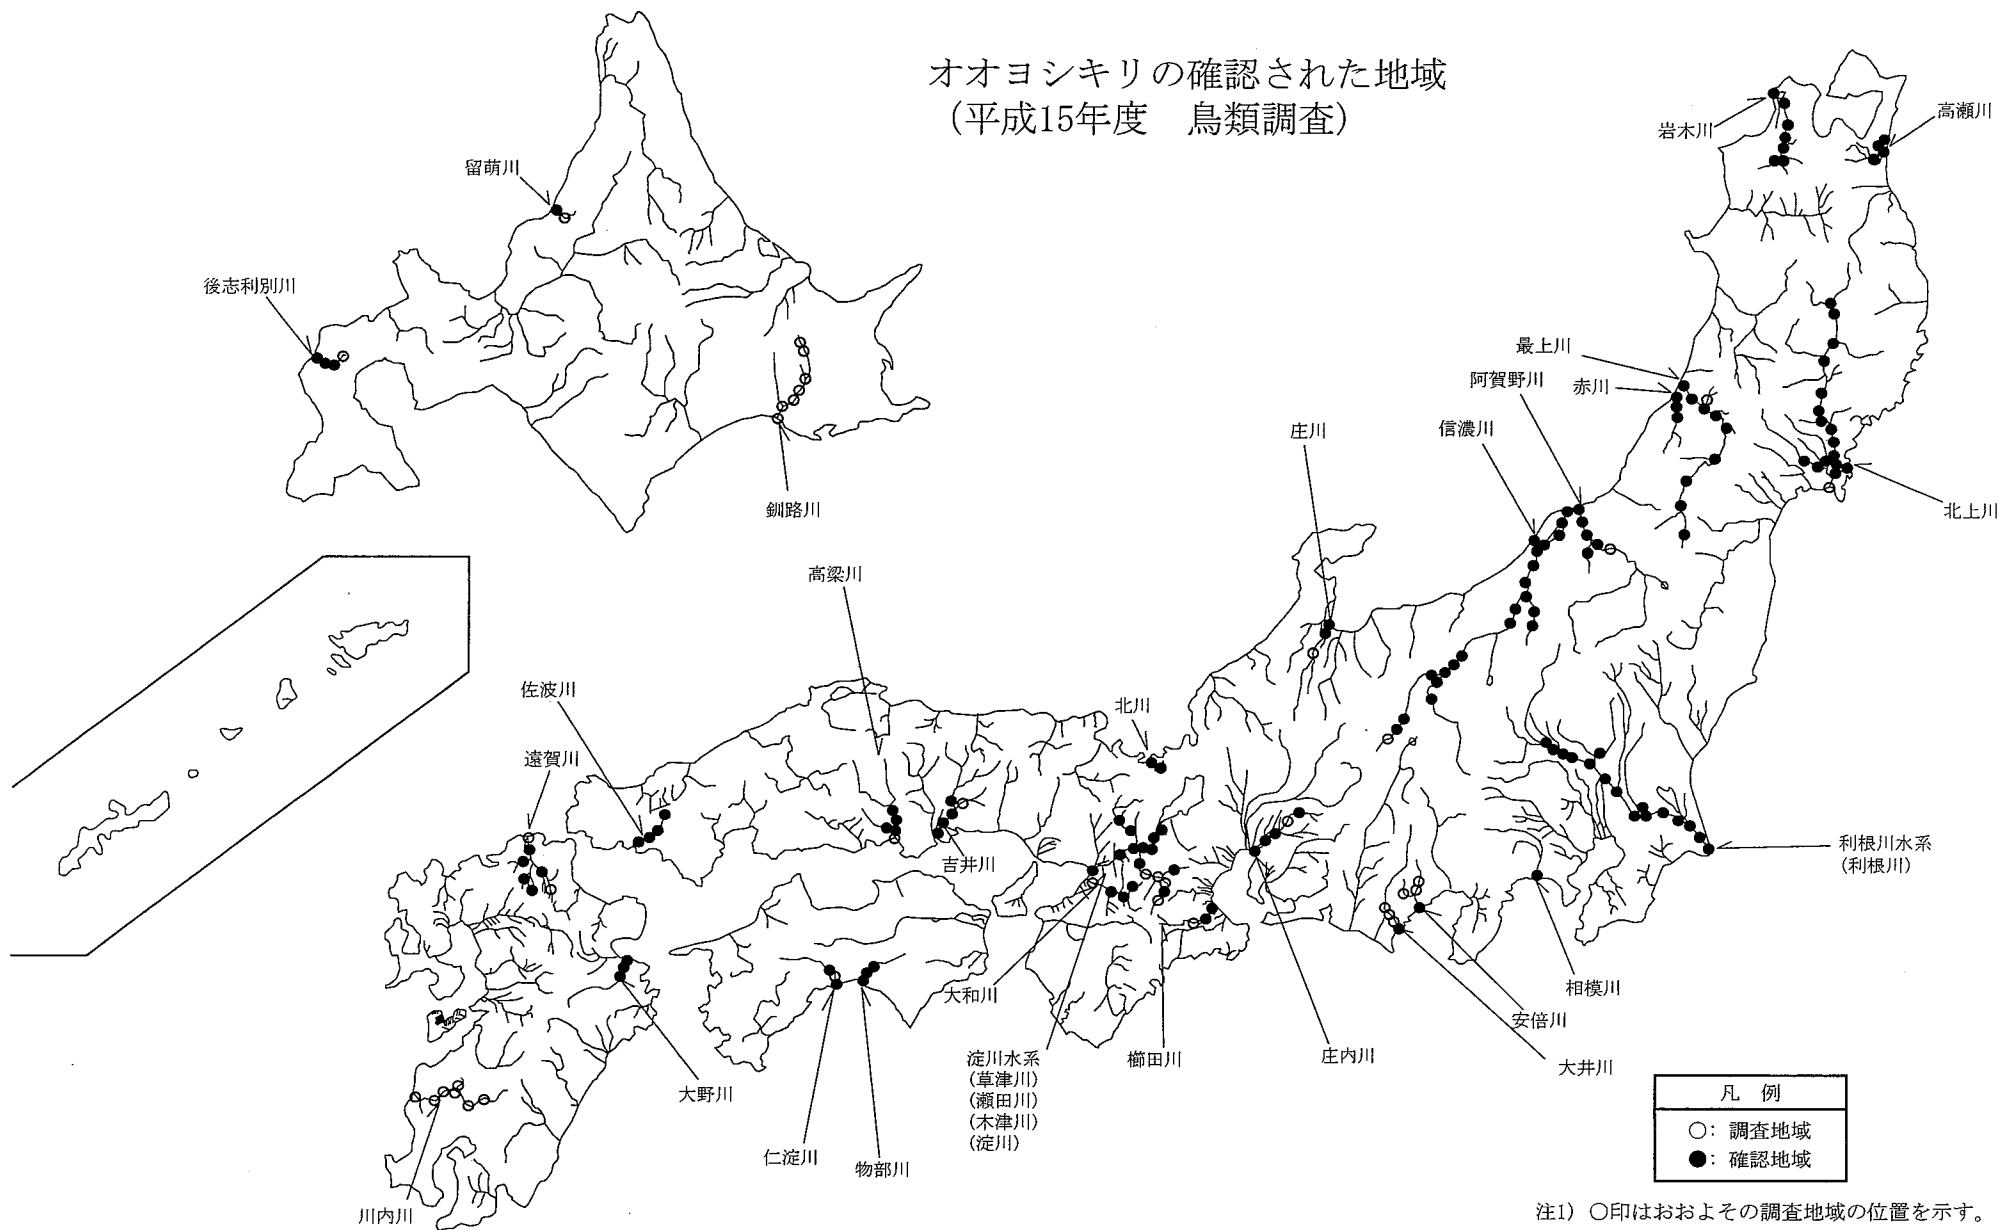 オオヨシキリの確認された地域
(平成15年度　鳥類調査)
岩木川
高瀬川
留萌川
後志利別川
釧路川
最上川
阿賀野川
赤川
信濃川
庄川
北上川
高梁川
佐波川
北川
遠賀川
吉井川
利根川水系
(利根川)
大和川
相模川
安倍川
大井川
庄内川
櫛田川
淀川水系
(草津川)
(瀬田川)
(木津川)
(淀川)
大野川
仁淀川
物部川
川内川
凡 例
○: 調査地域
●: 確認地域
注1) ○印はおおよその調査地域の位置を示す。